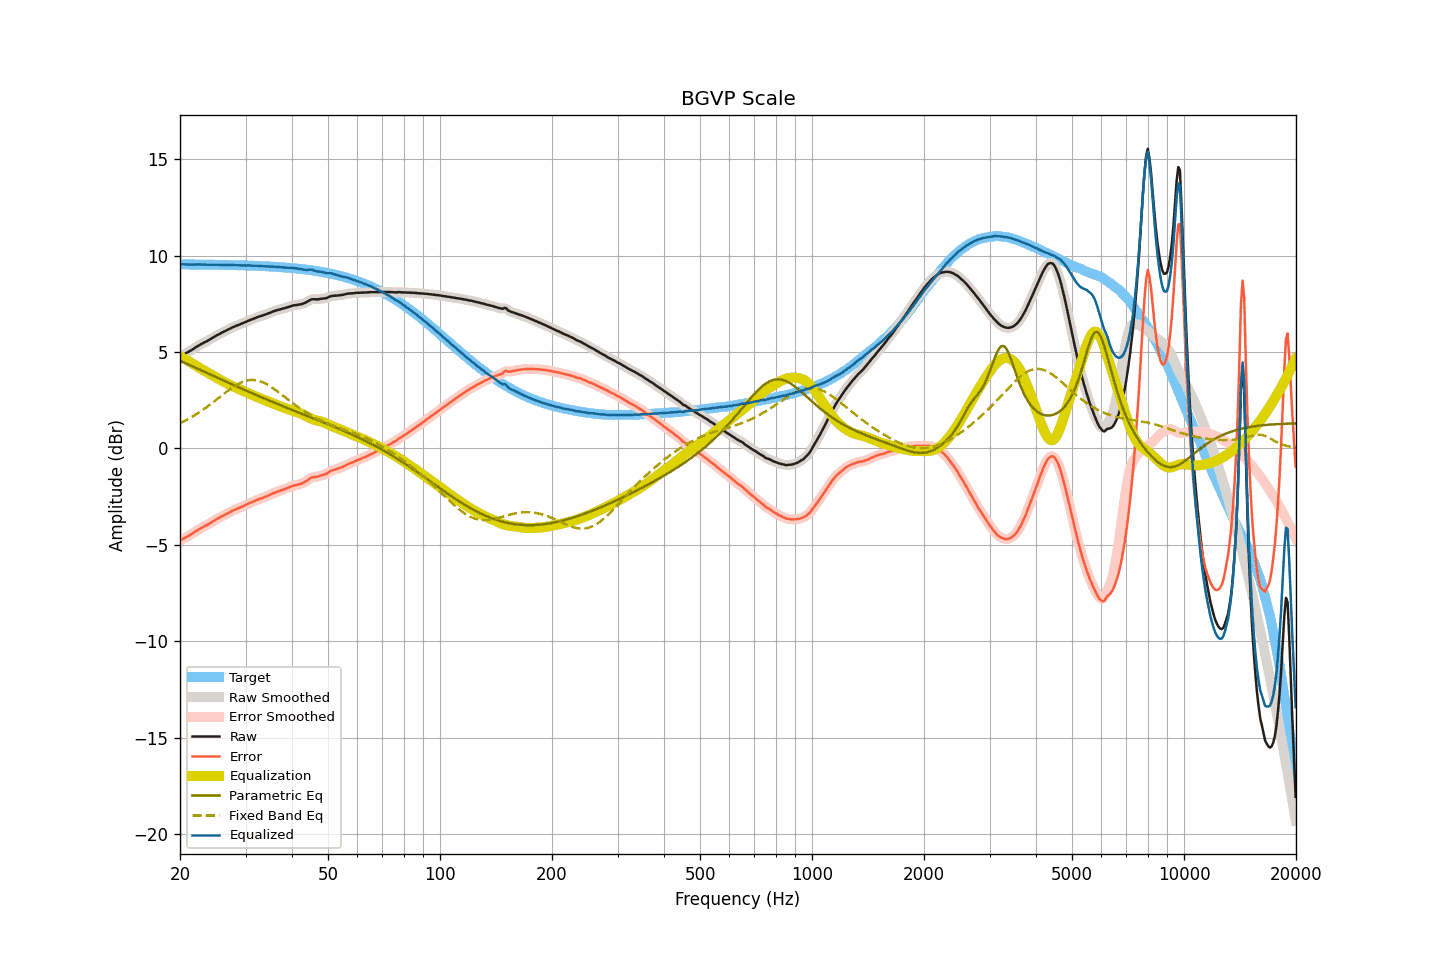 BGVP Scale
Amplitude (dBr)
15
10
5
0
−5
−10
−15
−20
Target
Raw Smoothed
Error Smoothed
Raw
Error
Equalization
Parametric Eq
Fixed Band Eq
Equalized
20 50 100 200 500 1000 2000 5000 10000 20000
Frequency (Hz)